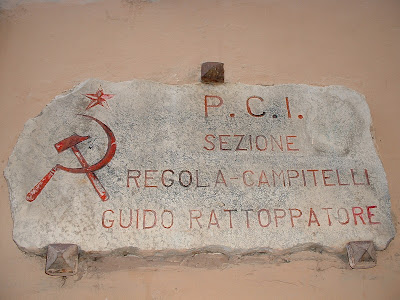 P.C.I.
SEZIONE
REGOLA-CAMPITELLI
GUIDO RATTOPPATORE